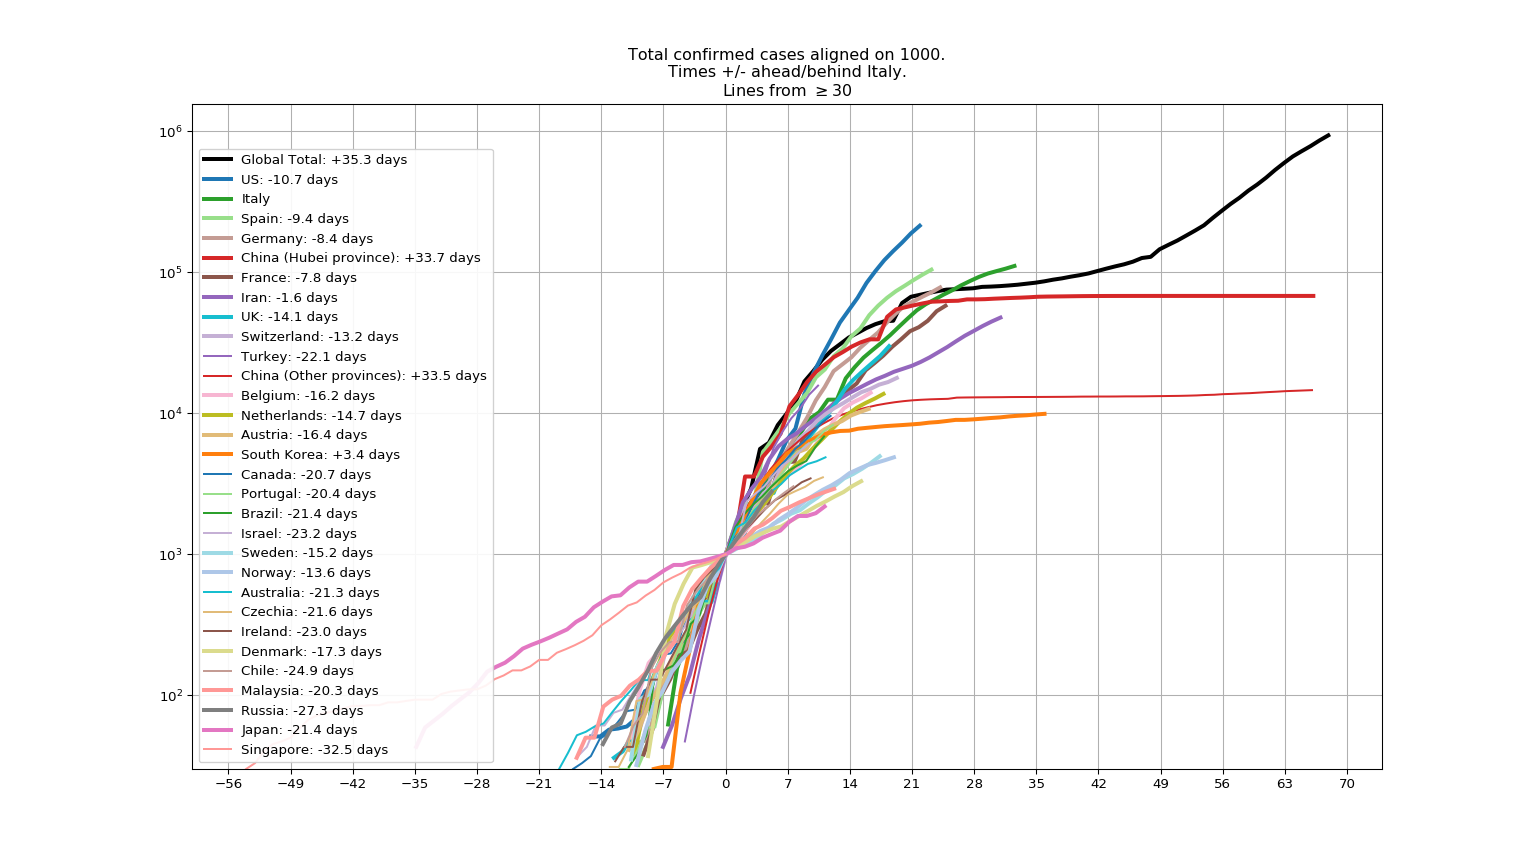 Total confirmed cases aligned on 1000.
Times +/- ahead/behind Italy.
Lines from ≥30
10⁶
10⁵
10⁴
10³
10²
Global Total: +35.3 days
US: -10.7 days
Italy
Spain: -9.4 days
Germany: -8.4 days
China (Hubei province): +33.7 days
France: -7.8 days
Iran: -1.6 days
UK: -14.1 days
Switzerland: -13.2 days
Turkey: -22.1 days
China (Other provinces): +33.5 days
Belgium: -16.2 days
Netherlands: -14.7 days
Austria: -16.4 days
South Korea: +3.4 days
Canada: -20.7 days
Portugal: -20.4 days
Brazil: -21.4 days
Israel: -23.2 days
Sweden: -15.2 days
Norway: -13.6 days
Australia: -21.3 days
Czechia: -21.6 days
Ireland: -23.0 days
Denmark: -17.3 days
Chile: -24.9 days
Malaysia: -20.3 days
Russia: -27.3 days
Japan: -21.4 days
Singapore: -32.5 days
−56 −49 −42 −35 −28 −21 −14 −7 0 7 14 21 28 35 42 49 56 63 70